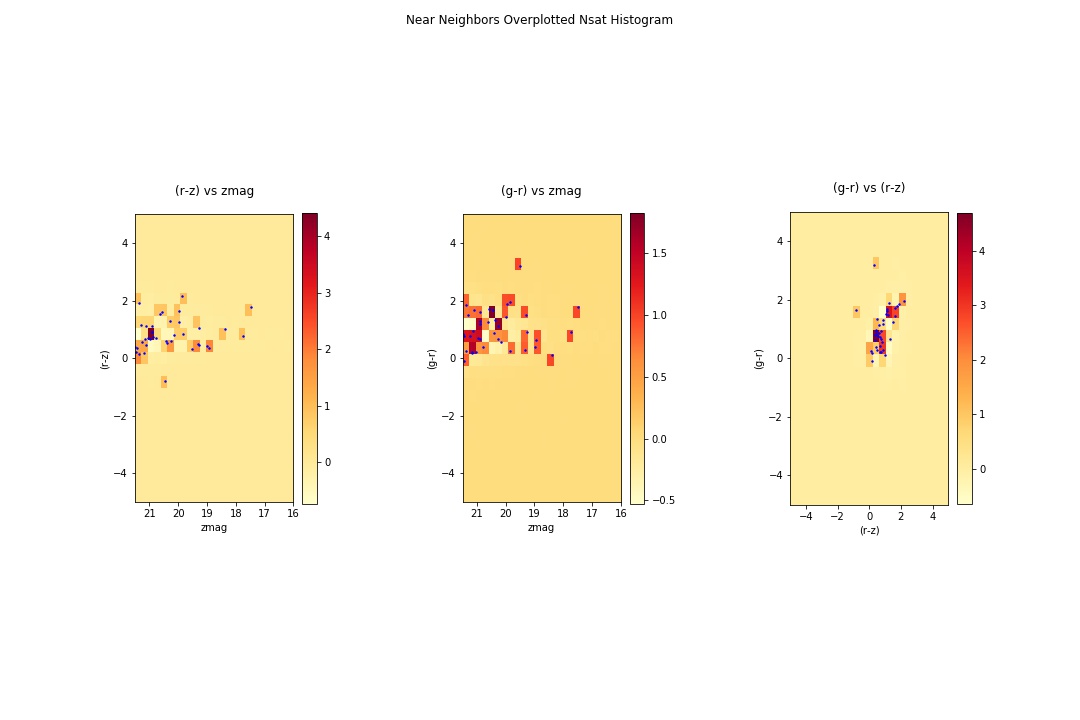 Near Neighbors Overplotted Nsat Histogram
(r-z) vs zmag
(g-r) vs zmag
(g-r) vs (r-z)
(r-z)
4
2
0
−2
−4
21 20 19 18 17 16
zmag
4
3
2
1
0
(g-r)
4
2
0
−2
−4
21 20 19 18 17 16
zmag
1.5
1.0
0.5
0.0
−0.5
(g-r)
4
2
0
−2
−4
−4 −2 0 2 4
(r-z)
4
3
2
1
0